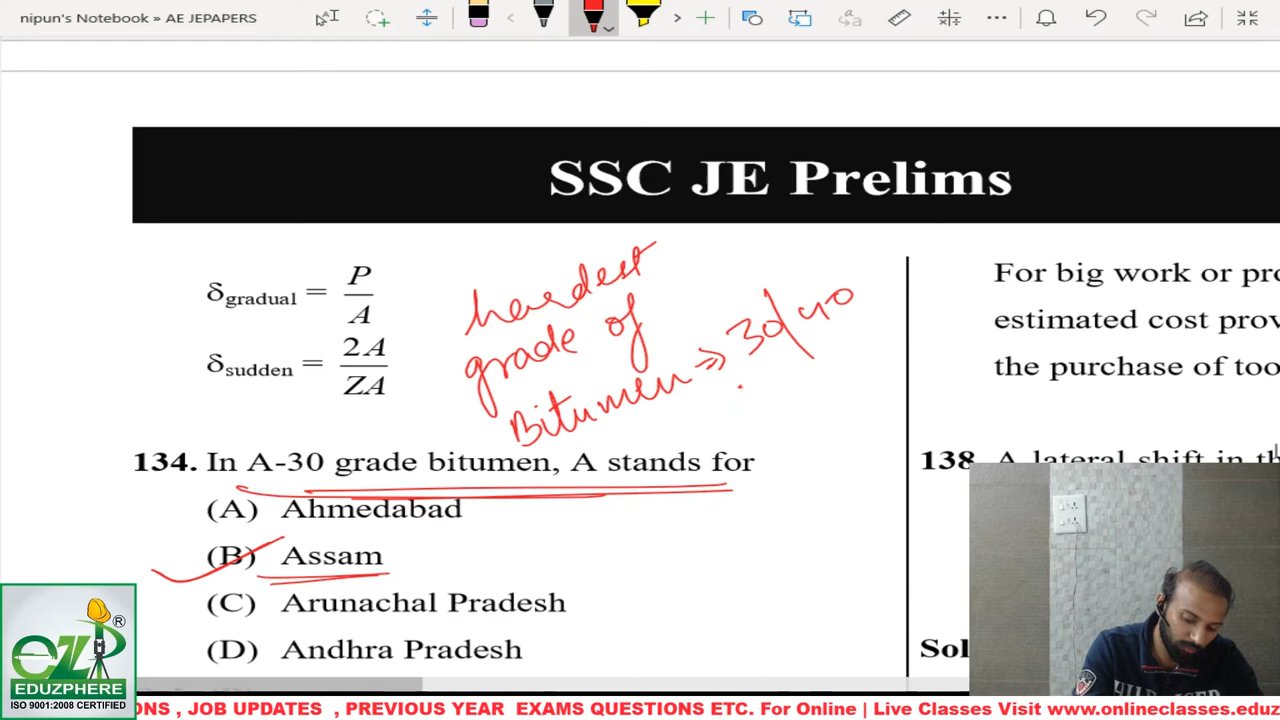 nipun's Notebook » AE JEPAPERS
SSC JE Prelims
δgradual = P/A
δsudden = 2A/ZA
hardest
grade of
Bitumen ⇒ 30/40
134. In A-30 grade bitumen, A stands for
(A) Ahmedabad
(B) Assam
(C) Arunachal Pradesh
(D) Andhra Pradesh
For big work or pro
estimated cost prov
the purchase of too
138. A lateral shift in th
Sol
EZP
®
EDUZPHERE
ISO 9001:2008 CERTIFIED
ONS , JOB UPDATES , PREVIOUS YEAR EXAMS QUESTIONS ETC. For Online | Live Classes Visit www.onlineclasses.eduz